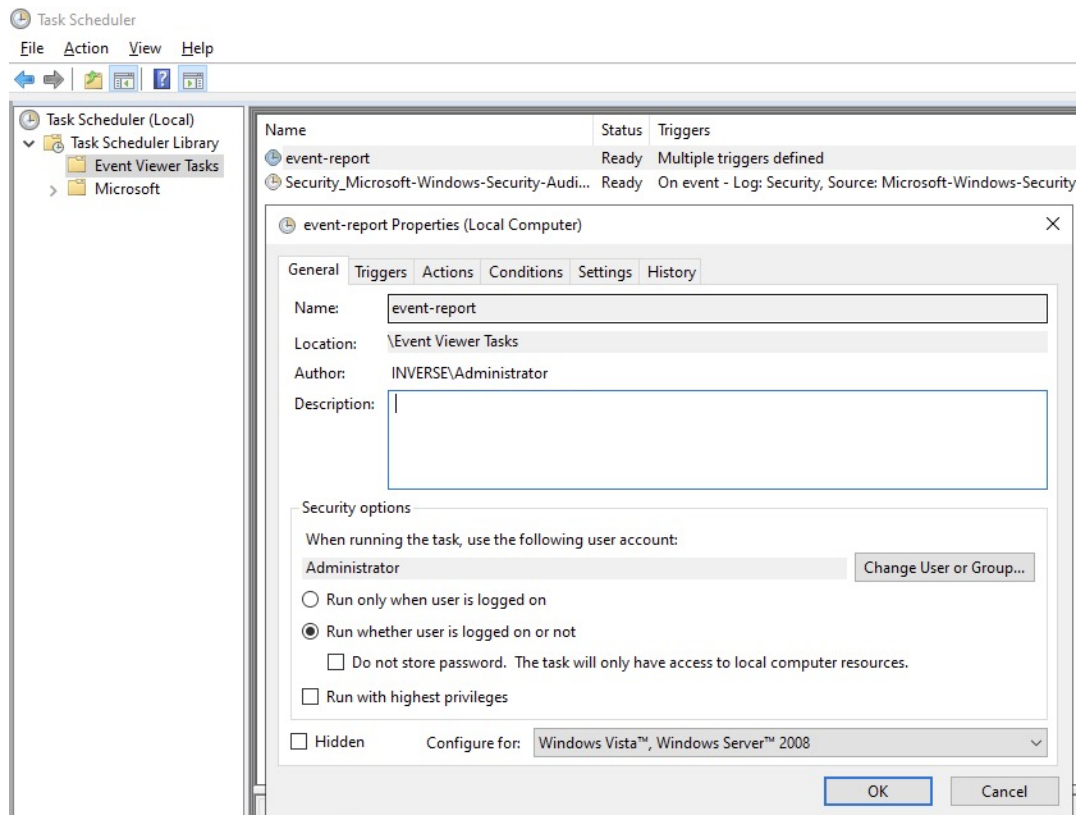 Task Scheduler
File Action View Help
Task Scheduler (Local)
Task Scheduler Library
Event Viewer Tasks
Microsoft
Name Status Triggers
event-report Ready Multiple triggers defined
Security_Microsoft-Windows-Security-Audi... Ready On event - Log: Security, Source: Microsoft-Windows-Security
event-report Properties (Local Computer)
General Triggers Actions Conditions Settings History
Name: event-report
Location: \Event Viewer Tasks
Author: INVERSE\Administrator
Description:
Security options
When running the task, use the following user account:
Administrator Change User or Group...
Run only when user is logged on
Run whether user is logged on or not
Do not store password. The task will only have access to local computer resources.
Run with highest privileges
Hidden Configure for: Windows Vista™, Windows Server™ 2008
OK Cancel